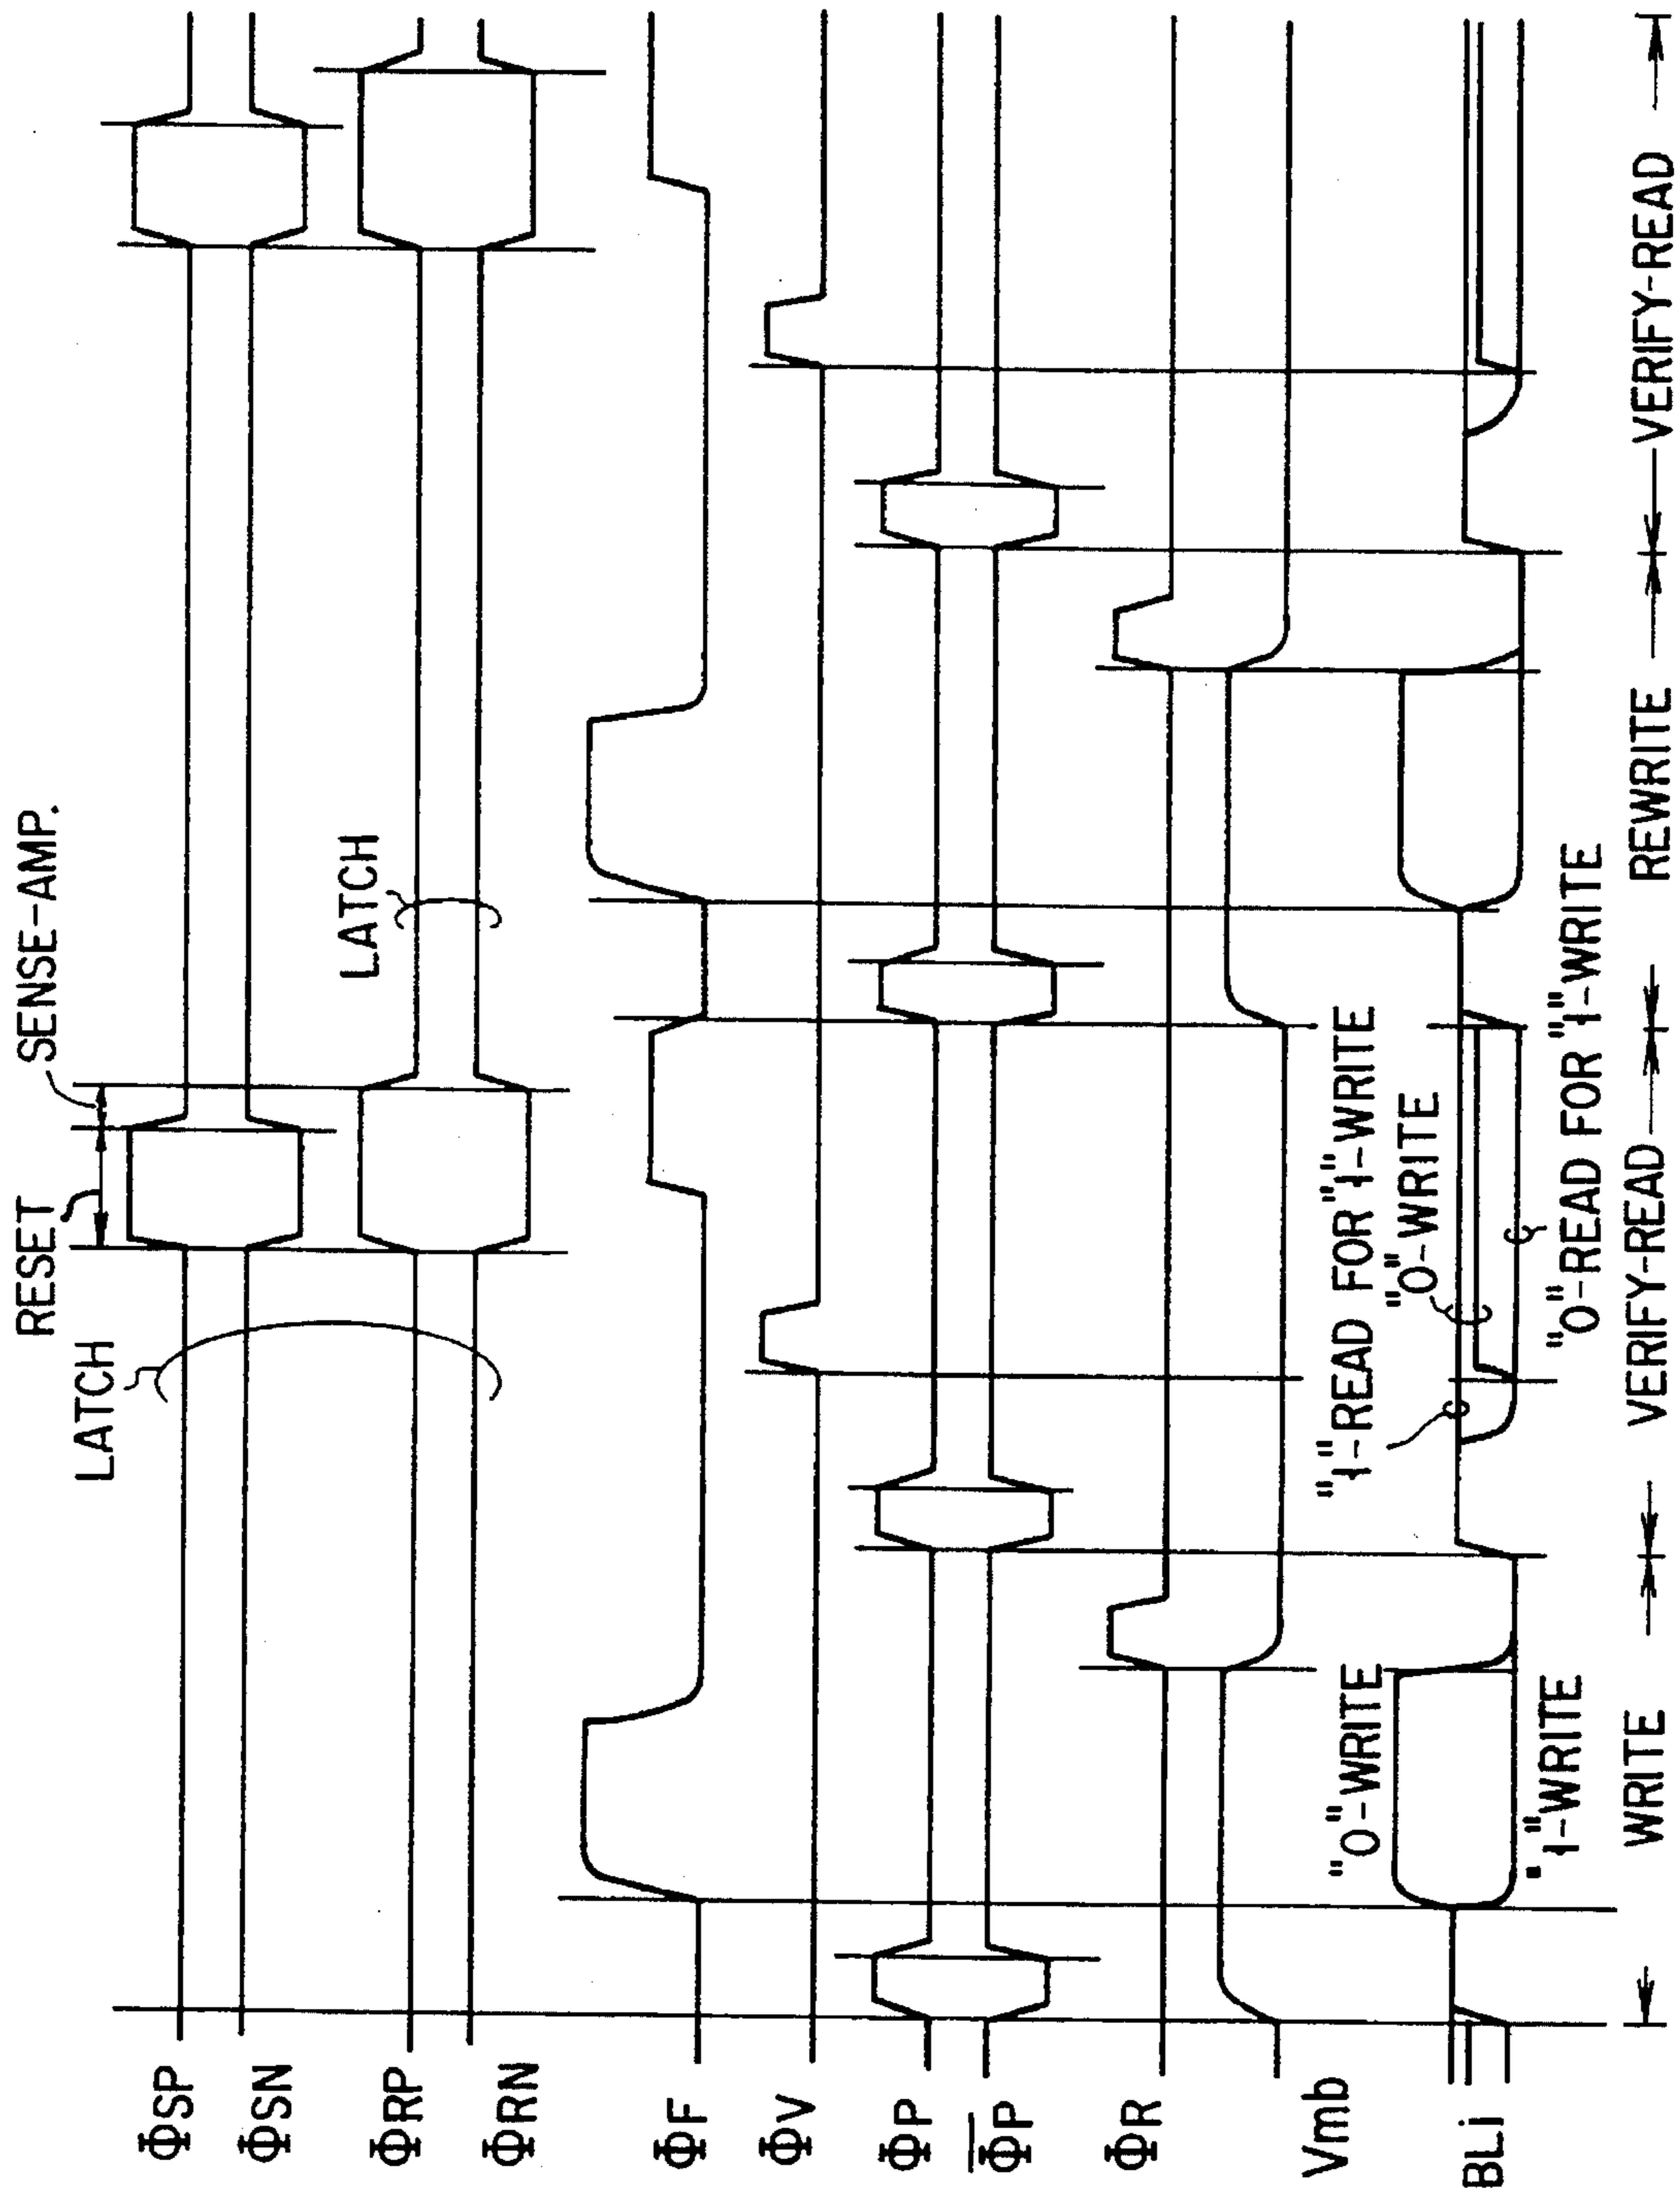 RESET
SENSE-AMP.
LATCH
LATCH
ΦSP
ΦSN
ΦRP
ΦRN
ΦF
ΦV
ΦP
Φ̅P
ΦR
Vmb
BLi
"0"-WRITE
"1"-WRITE
"1"-READ FOR "1"-WRITE
"0"-WRITE
"0"-READ FOR "1"-WRITE
WRITE
VERIFY-READ
REWRITE
VERIFY-READ